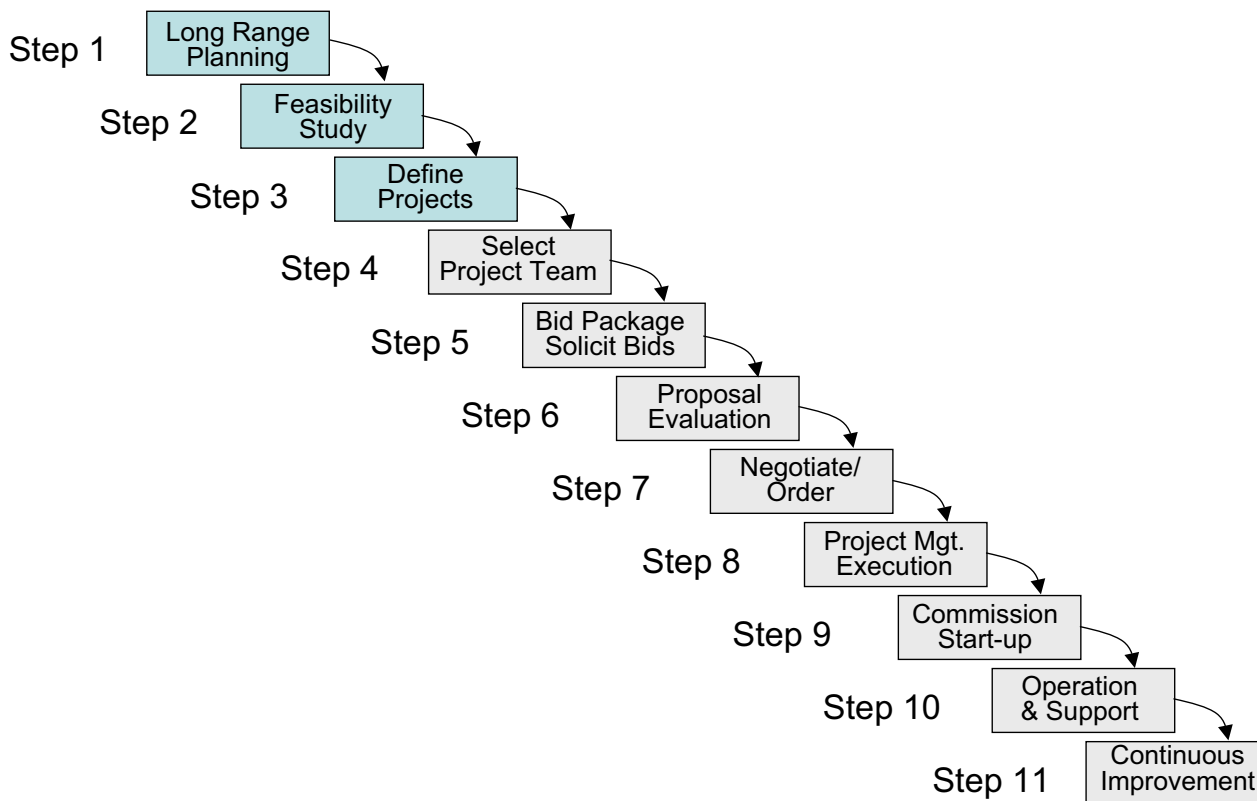 Step 1
Long Range
Planning
Step 2
Feasibility
Study
Step 3
Define
Projects
Step 4
Select
Project Team
Step 5
Bid Package
Solicit Bids
Step 6
Proposal
Evaluation
Step 7
Negotiate/
Order
Step 8
Project Mgt.
Execution
Step 9
Commission
Start-up
Step 10
Operation
& Support
Step 11
Continuous
Improvement